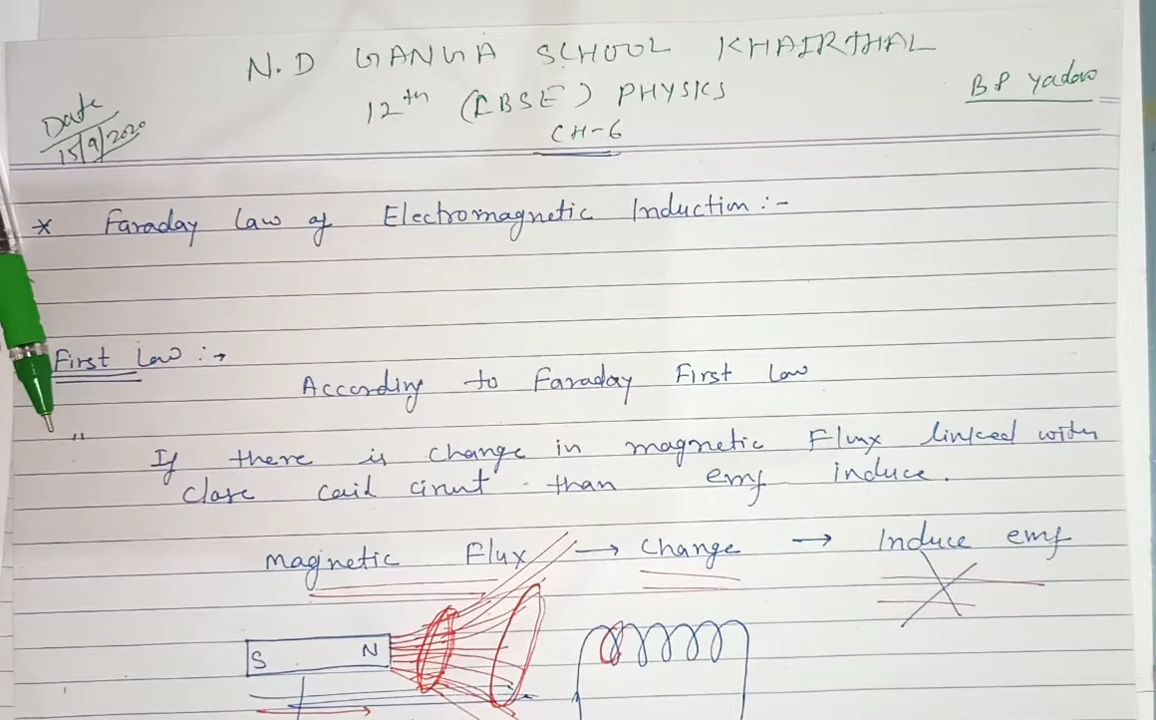 N.D GANGA SCHOOL KHAIRTHAL
12th (CBSE) PHYSICS
B P Yadav
CH-6
Date
15/9/2020
* Faraday Law of Electromagnetic Induction :-
First Law :→
According to Faraday First Law
"
If there is change in magnetic Flux linked with
close coil cirut than emf induce.
Magnetic Flux → Change → Induce emf
S N